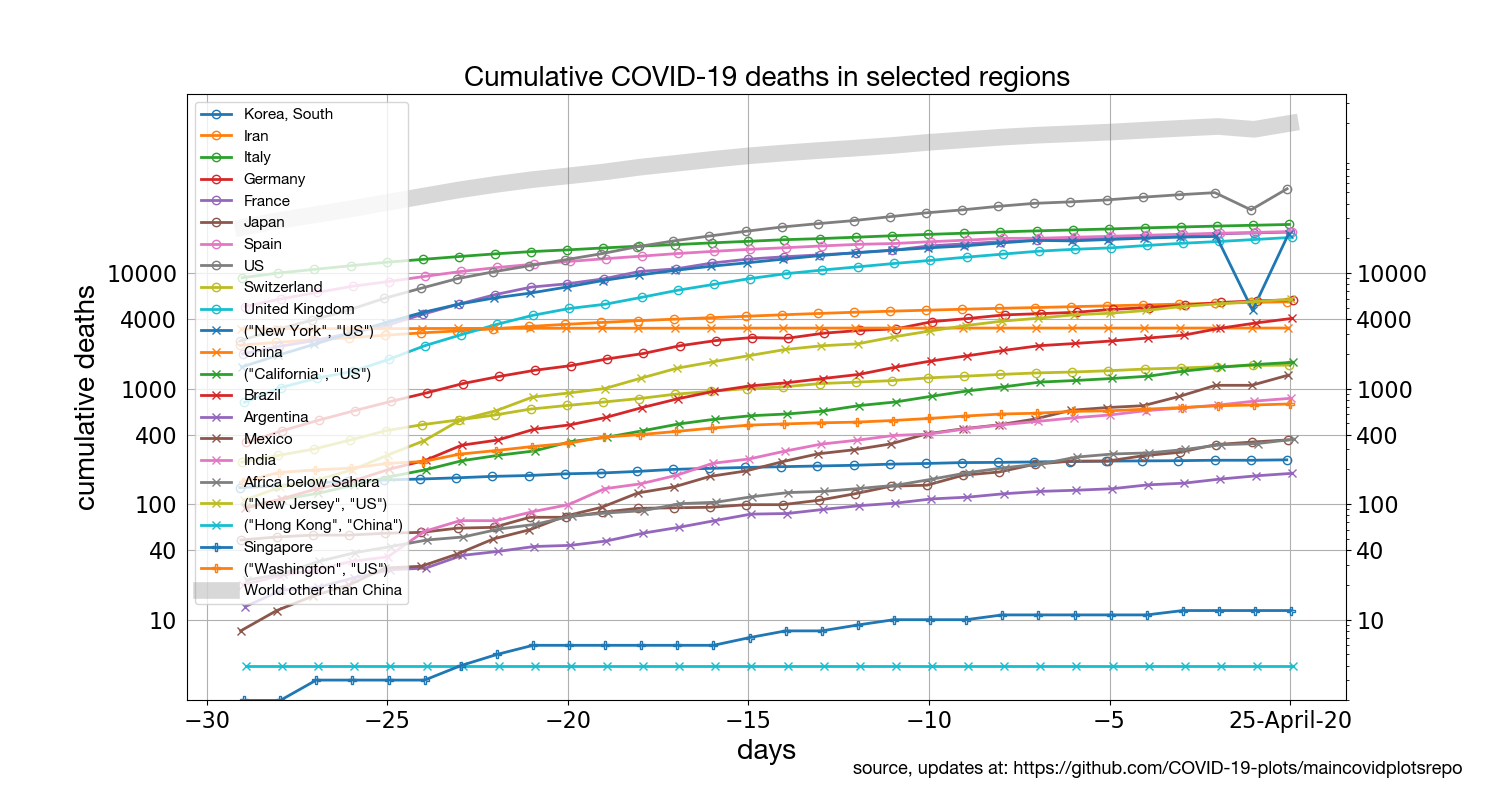 Cumulative COVID-19 deaths in selected regions
cumulative deaths
10000
4000
1000
400
100
40
10
Korea, South
Iran
Italy
Germany
France
Japan
Spain
US
Switzerland
United Kingdom
("New York", "US")
China
("California", "US")
Brazil
Argentina
Mexico
India
Africa below Sahara
("New Jersey", "US")
("Hong Kong", "China")
Singapore
("Washington", "US")
World other than China
10000
4000
1000
400
100
40
10
−30 −25 −20 −15 −10 −5 25-April-20
days
source, updates at: https://github.com/COVID-19-plots/maincovidplotsrepo